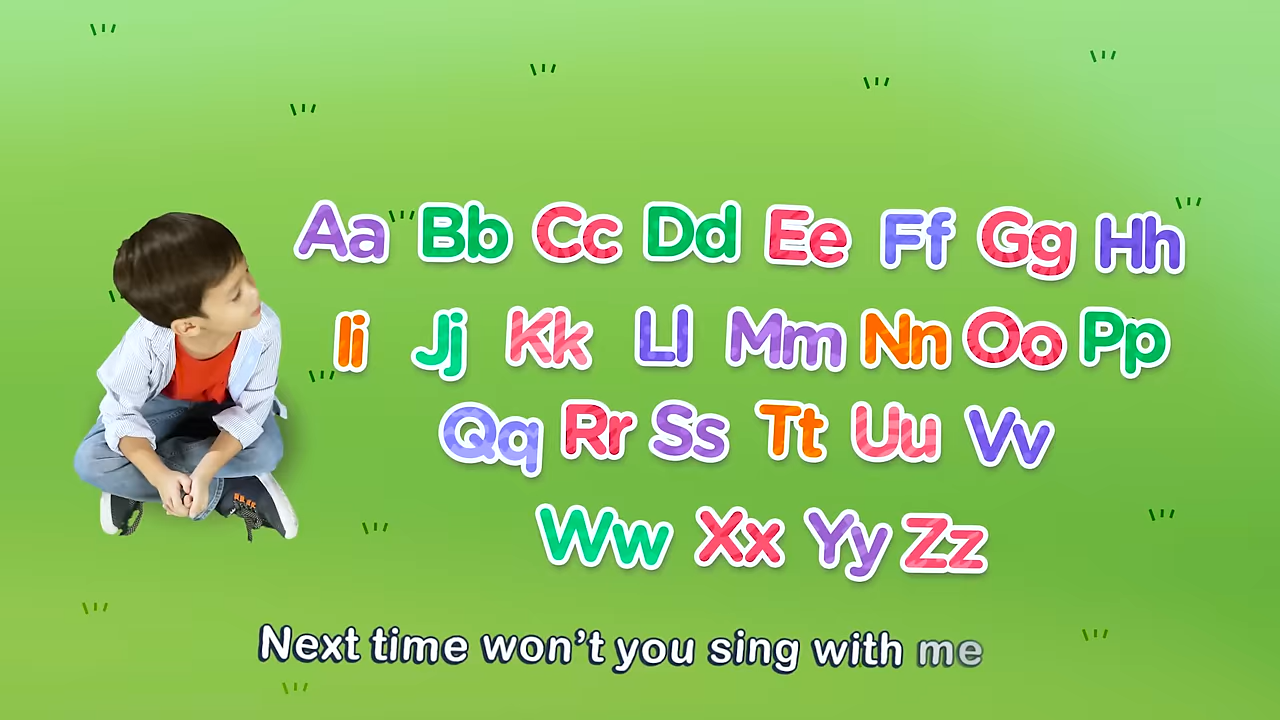 Aa Bb Cc Dd Ee Ff Gg Hh
Ii Jj Kk Ll Mm Nn Oo Pp
Qq Rr Ss Tt Uu Vv
Ww Xx Yy Zz
Next time won’t you sing with me